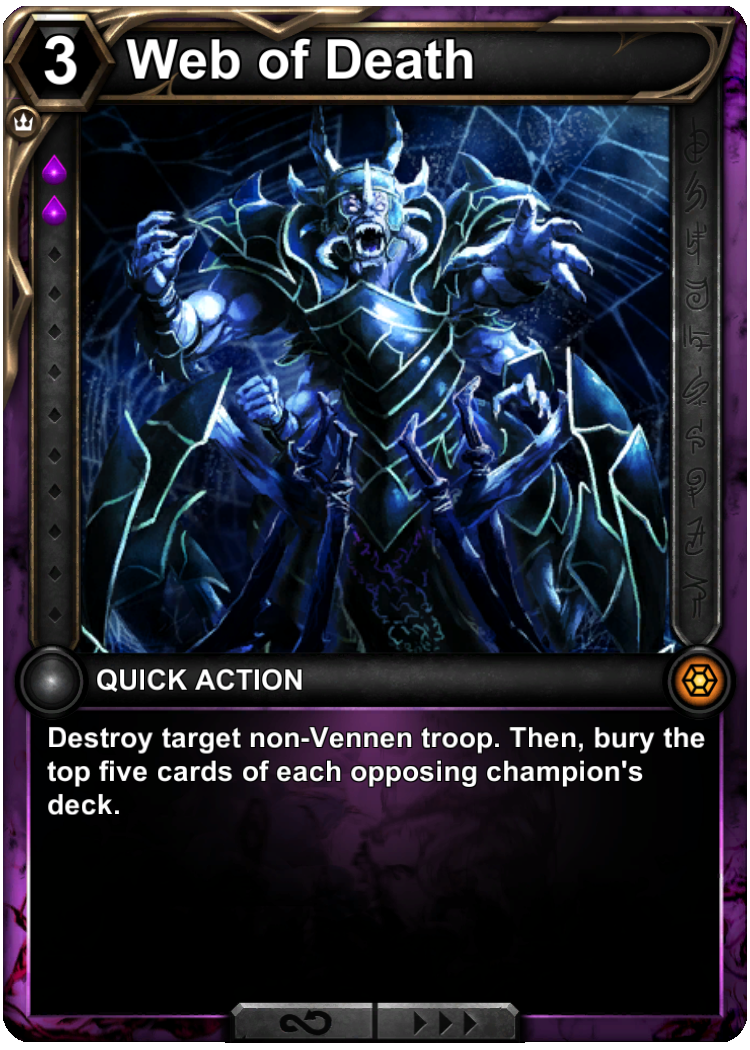 3 Web of Death
QUICK ACTION
Destroy target non-Vennen troop. Then, bury the
top five cards of each opposing champion's
deck.